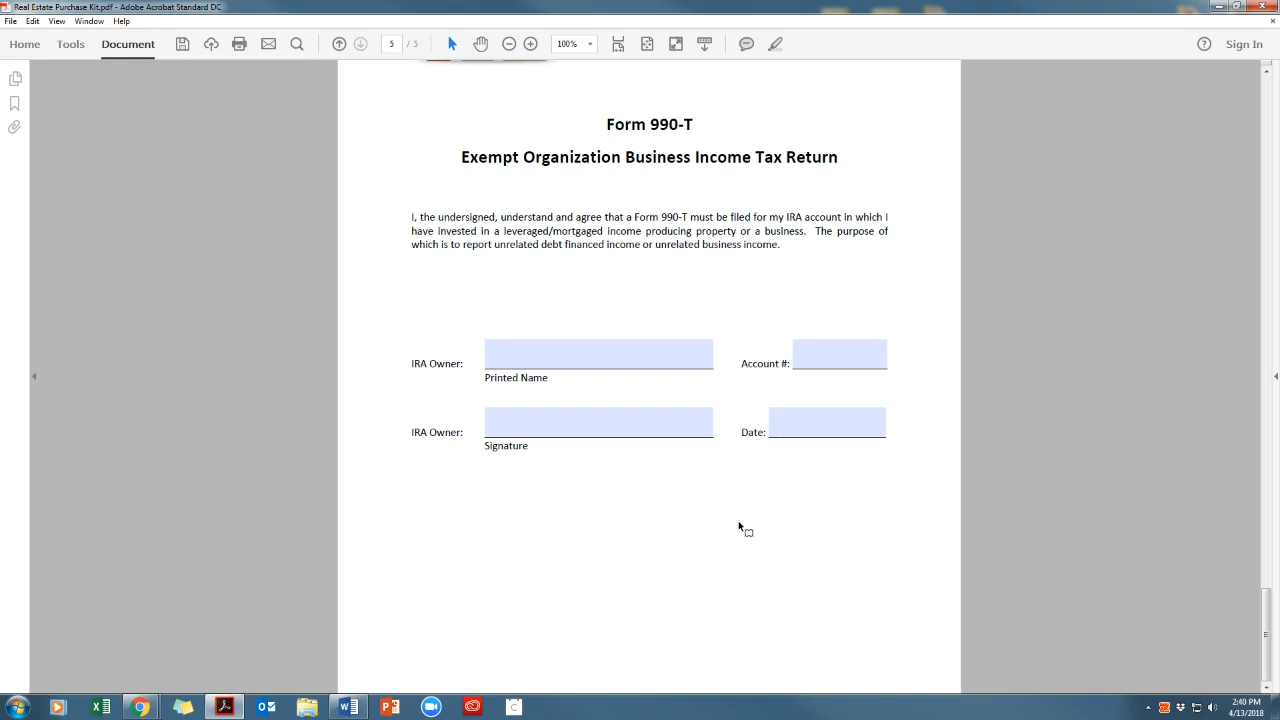 Real Estate Purchase Kit.pdf - Adobe Acrobat Standard DC
File Edit View Window Help
Home Tools Document 5 / 5 100% Sign In
Form 990-T
Exempt Organization Business Income Tax Return
I, the undersigned, understand and agree that a Form 990-T must be filed for my IRA account in which I
have invested in a leveraged/mortgaged income producing property or a business. The purpose of
which is to report unrelated debt financed income or unrelated business income.
IRA Owner: Account #:
Printed Name
IRA Owner: Date:
Signature
2:40 PM
4/13/2018